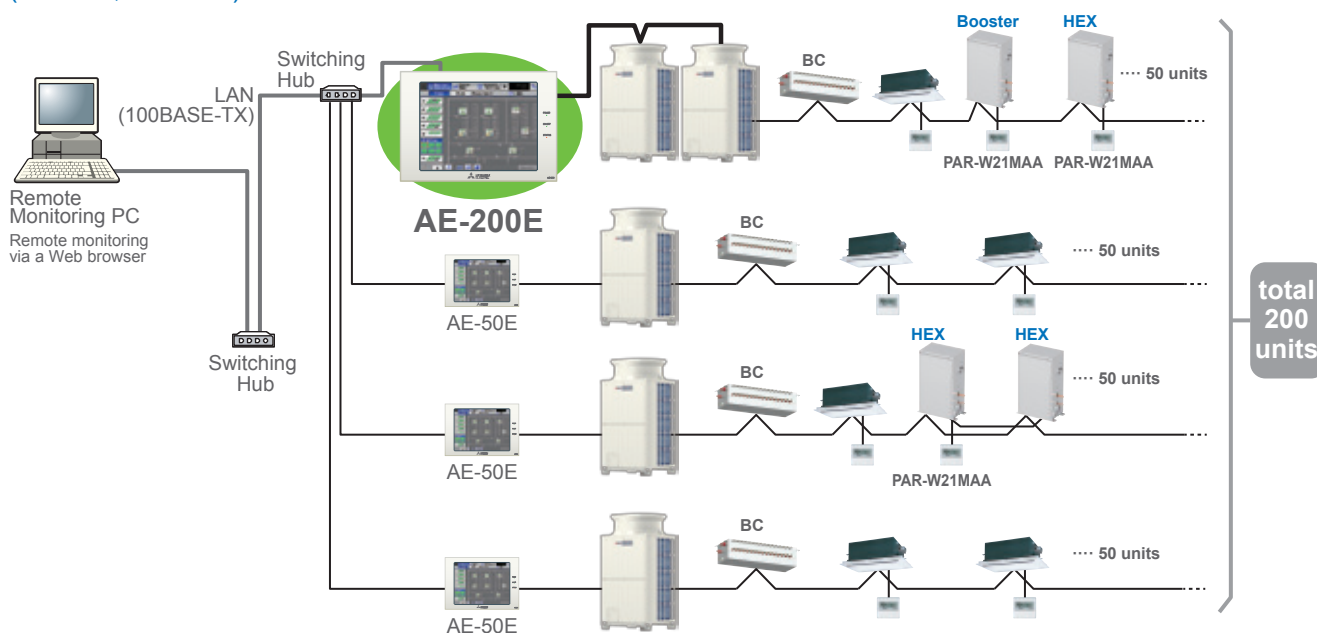 Booster
HEX
BC
Switching
Hub
···· 50 units
LAN
(100BASE-TX)
PAR-W21MAA
PAR-W21MAA
Remote
Monitoring PC
Remote monitoring
via a Web browser
AE-200E
BC
···· 50 units
AE-50E
total
200
units
Switching
Hub
HEX
HEX
BC
···· 50 units
AE-50E
PAR-W21MAA
BC
···· 50 units
AE-50E